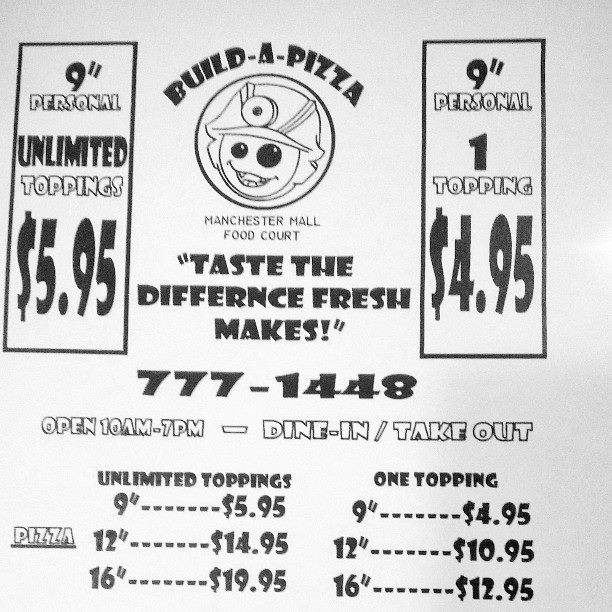 9"
PERSONAL
UNLIMITED
TOPPINGS
$5.95
BUILD-A-PIZZA
MANCHESTER MALL
FOOD COURT
"TASTE THE
DIFFERNCE FRESH
MAKES!"
9"
PERSONAL
1
TOPPING
$4.95
777-1448
OPEN 10AM-7PM — DINE-IN / TAKE OUT
PIZZA
UNLIMITED TOPPINGS
9"-------$5.95
12"-------$14.95
16"-------$19.95
ONE TOPPING
9"-------$4.95
12"-------$10.95
16"-------$12.95